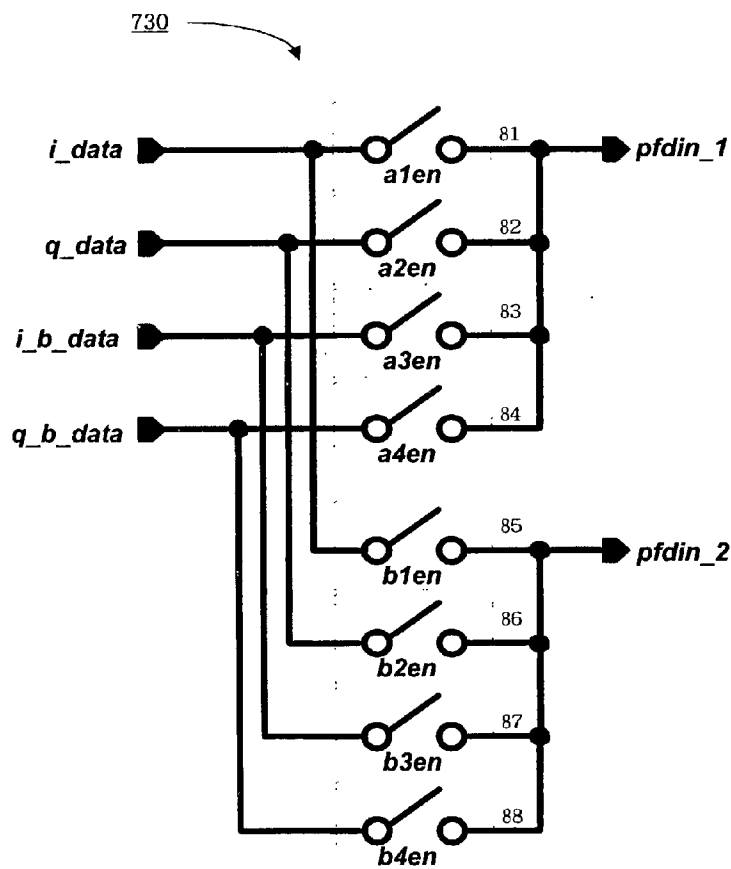 730
i_data
a1en
81
pfdin_1
q_data
a2en
82
i_b_data
a3en
83
q_b_data
a4en
84
b1en
85
pfdin_2
b2en
86
b3en
87
b4en
88